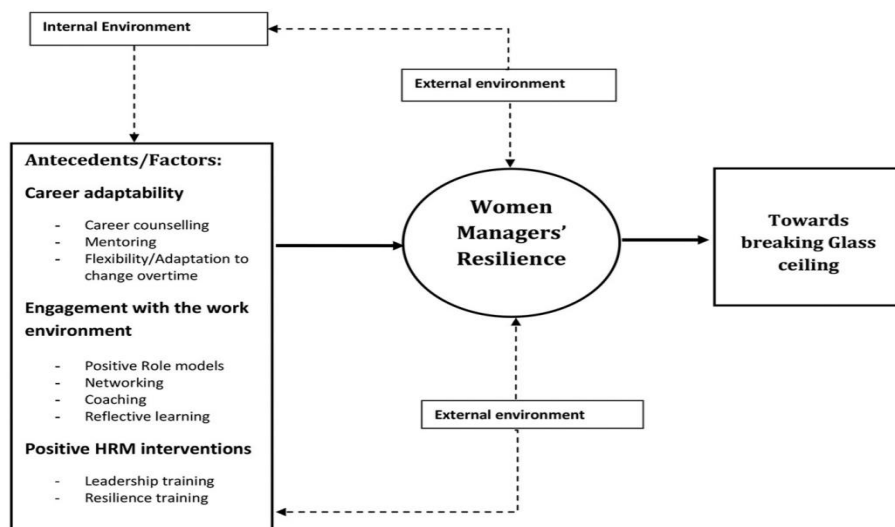 Internal Environment
External environment
Antecedents/Factors:
Career adaptability
- Career counselling
- Mentoring
- Flexibility/Adaptation to
change overtime
Engagement with the work
environment
- Positive Role models
- Networking
- Coaching
- Reflective learning
Positive HRM interventions
- Leadership training
- Resilience training
Women
Managers’
Resilience
External environment
Towards
breaking Glass
ceiling